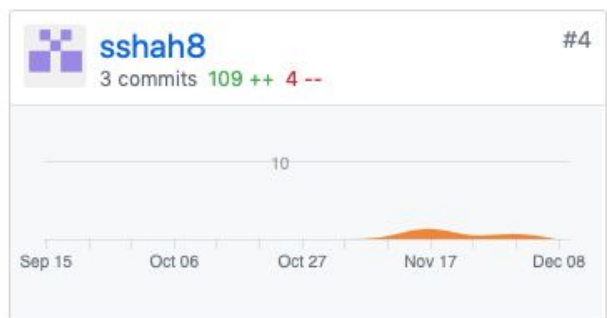 sshah8
#4
3 commits 109 ++ 4 --
10
Sep 15 Oct 06 Oct 27 Nov 17 Dec 08